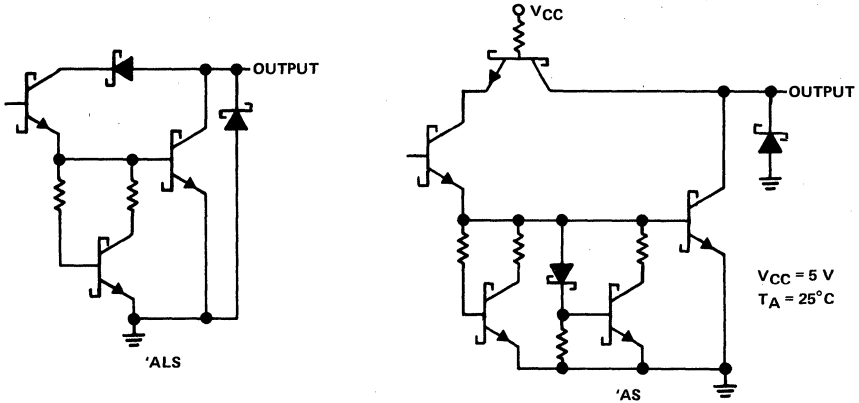 VCC
OUTPUT
OUTPUT
VCC = 5 V
TA = 25°C
'ALS
'AS